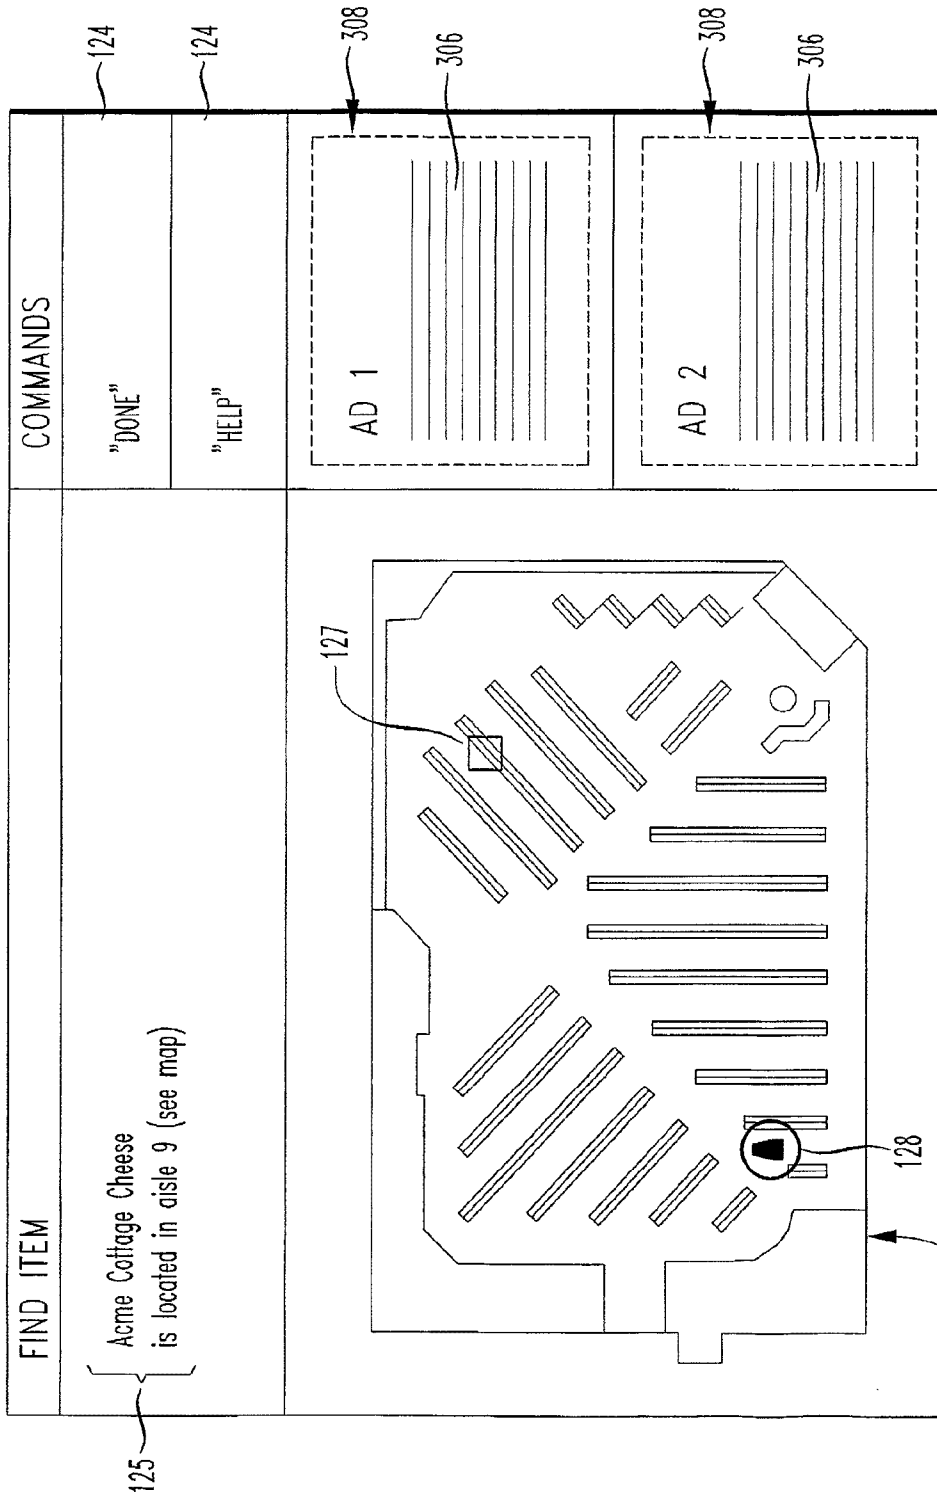 FIND ITEM
COMMANDS
125
Acme Cottage Cheese
is located in aisle 9 (see map)
"DONE"
124
"HELP"
124
127
128
AD 1
308
306
AD 2
308
306